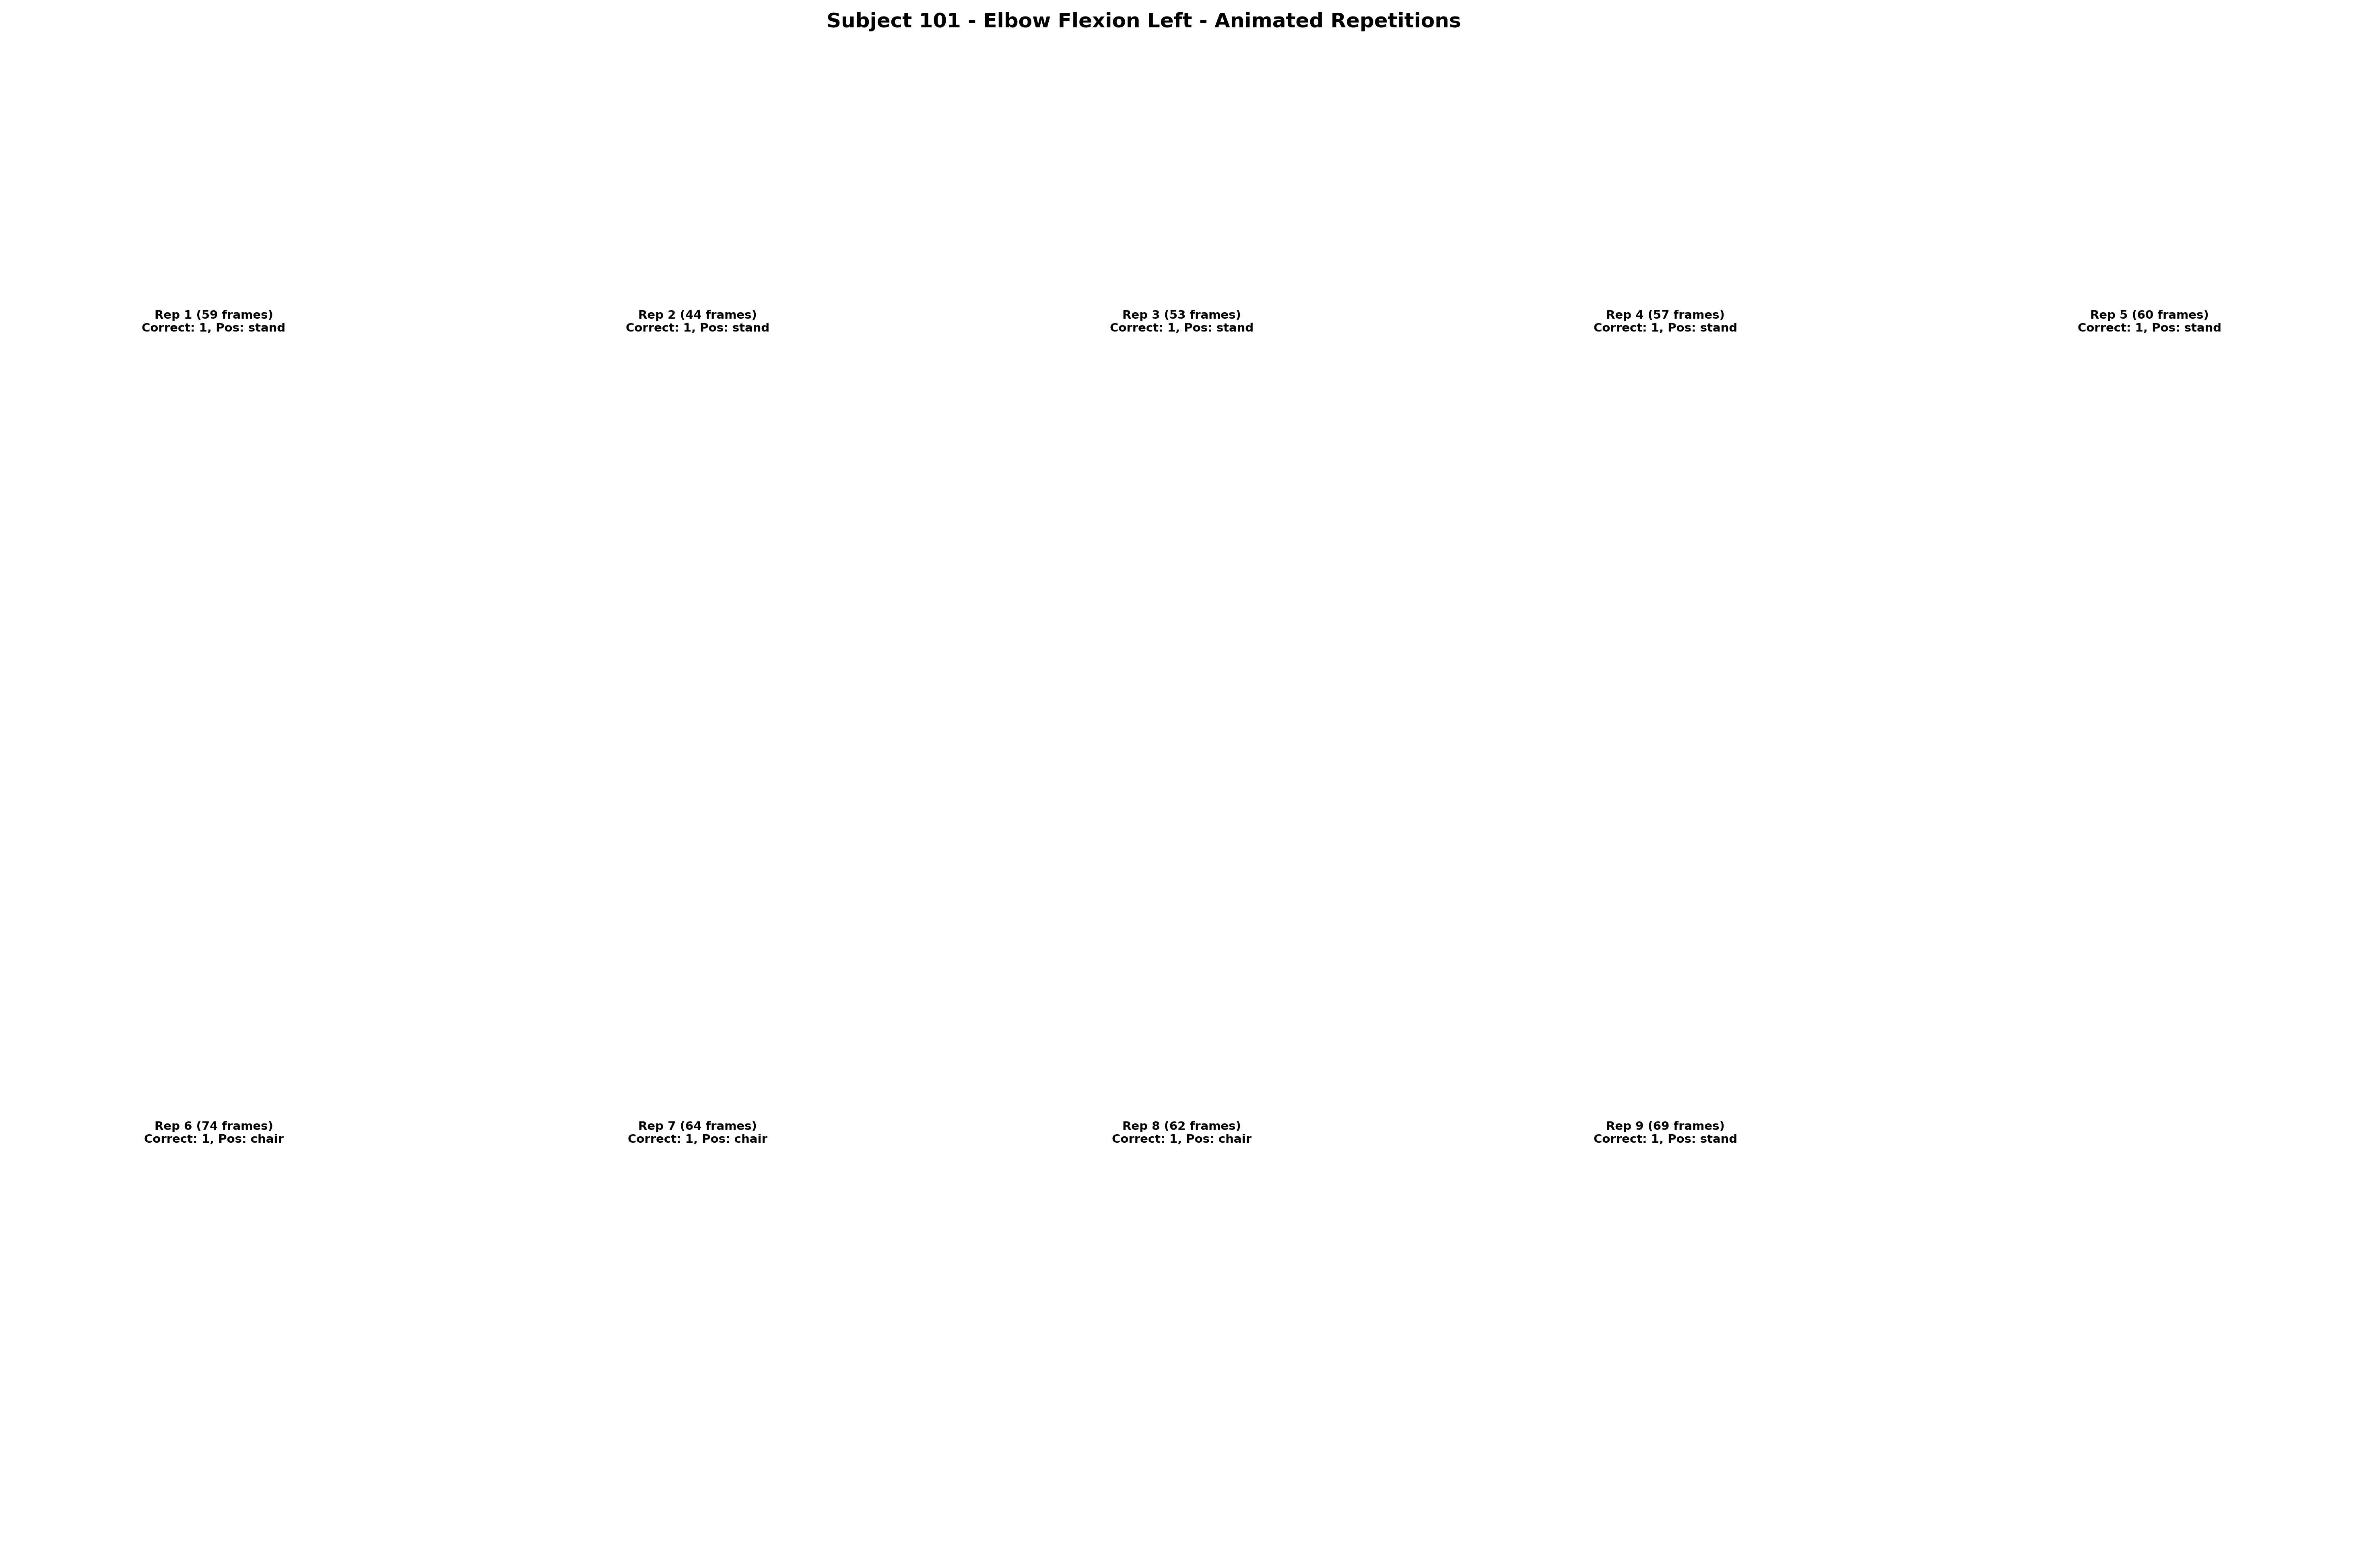 Subject 101 - Elbow Flexion Left - Animated Repetitions
Rep 1 (59 frames)
Correct: 1, Pos: stand
Rep 2 (44 frames)
Correct: 1, Pos: stand
Rep 3 (53 frames)
Correct: 1, Pos: stand
Rep 4 (57 frames)
Correct: 1, Pos: stand
Rep 5 (60 frames)
Correct: 1, Pos: stand
Rep 6 (74 frames)
Correct: 1, Pos: chair
Rep 7 (64 frames)
Correct: 1, Pos: chair
Rep 8 (62 frames)
Correct: 1, Pos: chair
Rep 9 (69 frames)
Correct: 1, Pos: stand